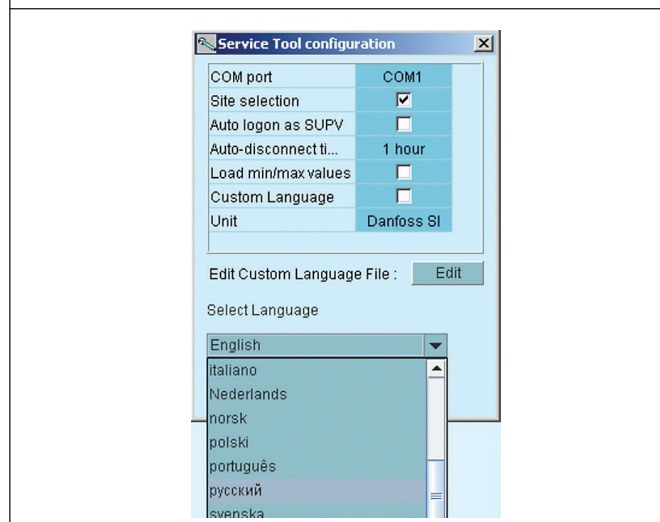 Service Tool configuration
COM port COM1
Site selection
Auto logon as SUPV
Auto-disconnect ti... 1 hour
Load min/max values
Custom Language
Unit Danfoss SI
Edit Custom Language File : Edit
Select Language
English
italiano
Nederlands
norsk
polski
português
русский
svenska